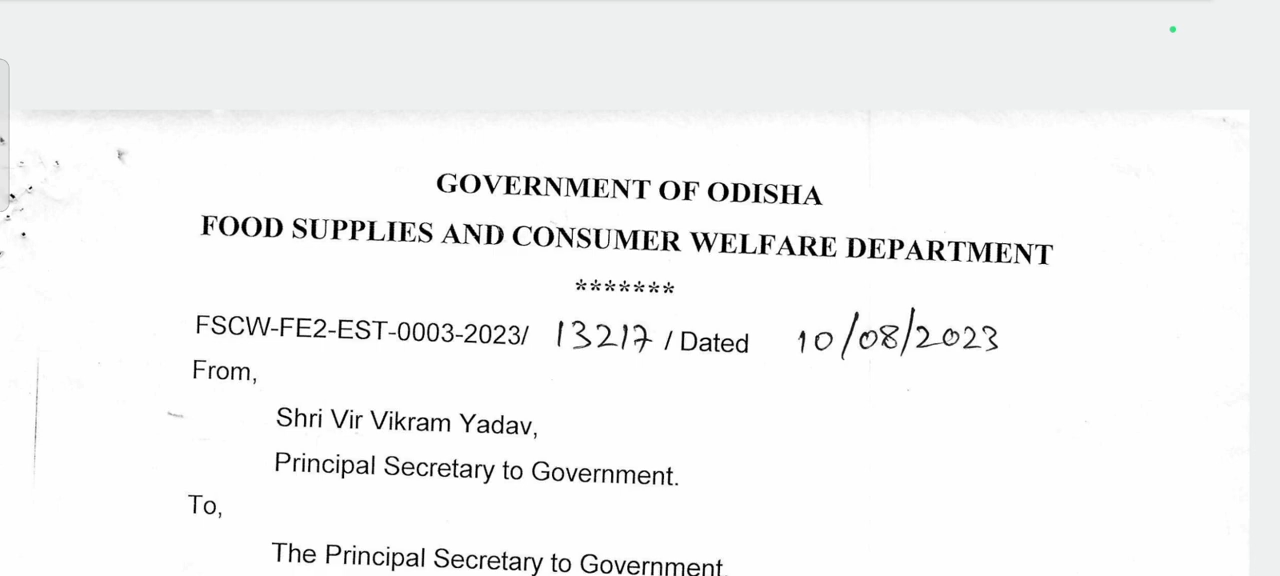 GOVERNMENT OF ODISHA
FOOD SUPPLIES AND CONSUMER WELFARE DEPARTMENT
*******
FSCW-FE2-EST-0003-2023/ 13217 / Dated 10/08/2023
From,
Shri Vir Vikram Yadav,
Principal Secretary to Government.
To,
The Principal Secretary to Government,